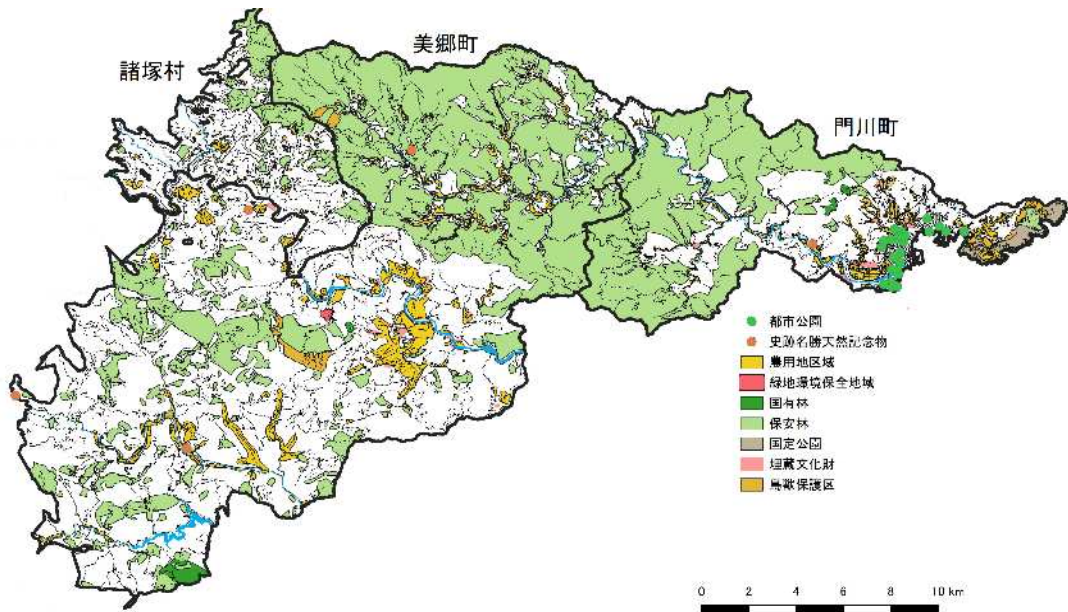 美郷町
諸塚村
門川町
都市公園
史跡名勝天然記念物
農用地区域
緑地環境保全地域
国有林
保安林
国定公園
埋蔵文化財
鳥獣保護区
0 2 4 6 8 10 km